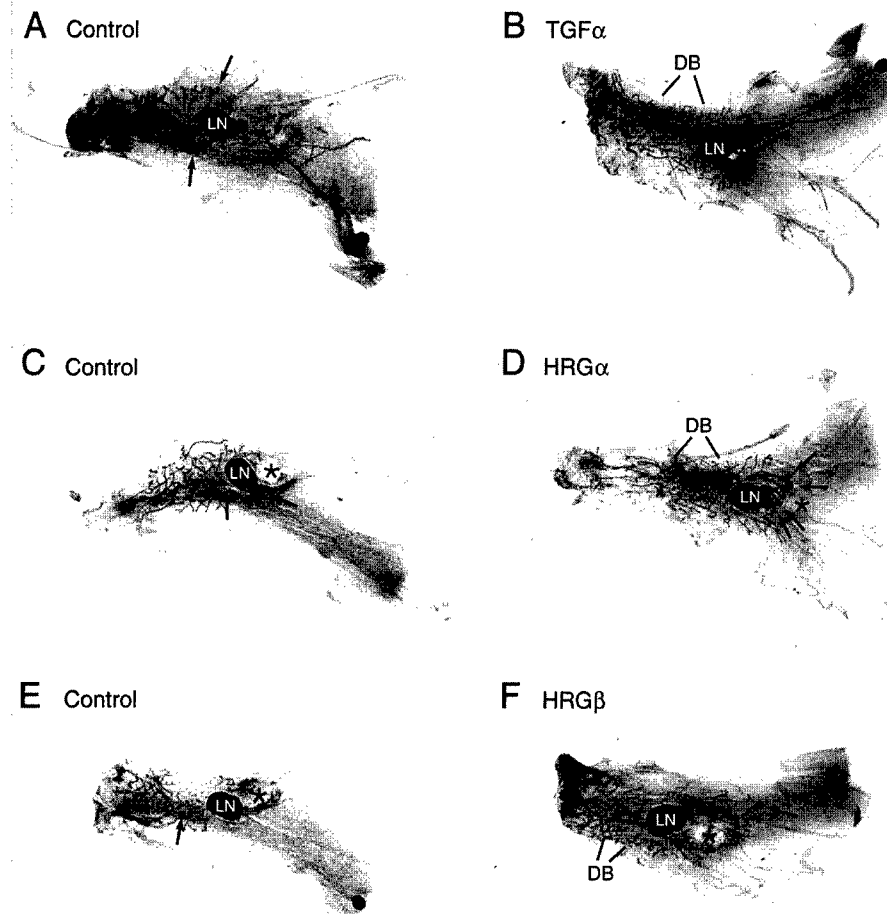 A Control
LN
B TGFα
DB
LN
**
C Control
LN
*
D HRGα
DB
LN
*
E Control
LN
*
F HRGβ
LN
*
DB